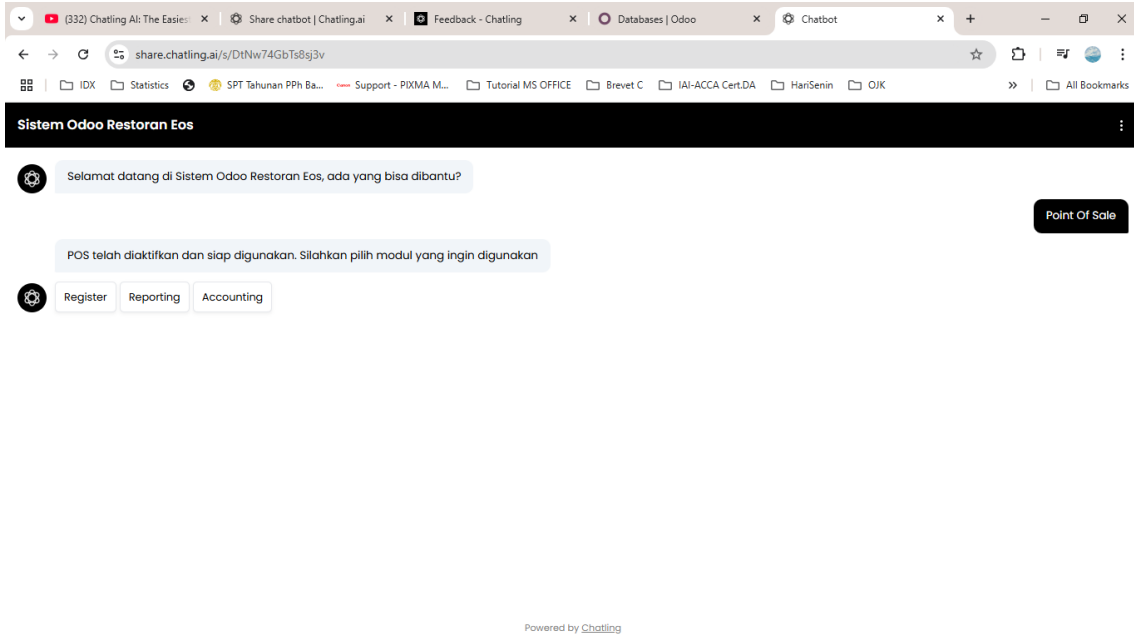 (332) Chatling AI: The Easies
Share chatbot | Chatling.ai
Feedback - Chatling
Databases | Odoo
Chatbot
share.chatling.ai/s/DtNw74GbTs8sj3v
IDX
Statistics
SPT Tahunan PPh Ba...
Canon
Support - PIXMA M...
Tutorial MS OFFICE
Brevet C
IAI-ACCA Cert.DA
HariSenin
OJK
All Bookmarks
Sistem Odoo Restoran Eos
Selamat datang di Sistem Odoo Restoran Eos, ada yang bisa dibantu?
Point Of Sale
POS telah diaktifkan dan siap digunakan. Silahkan pilih modul yang ingin digunakan
Register
Reporting
Accounting
Powered by Chatling